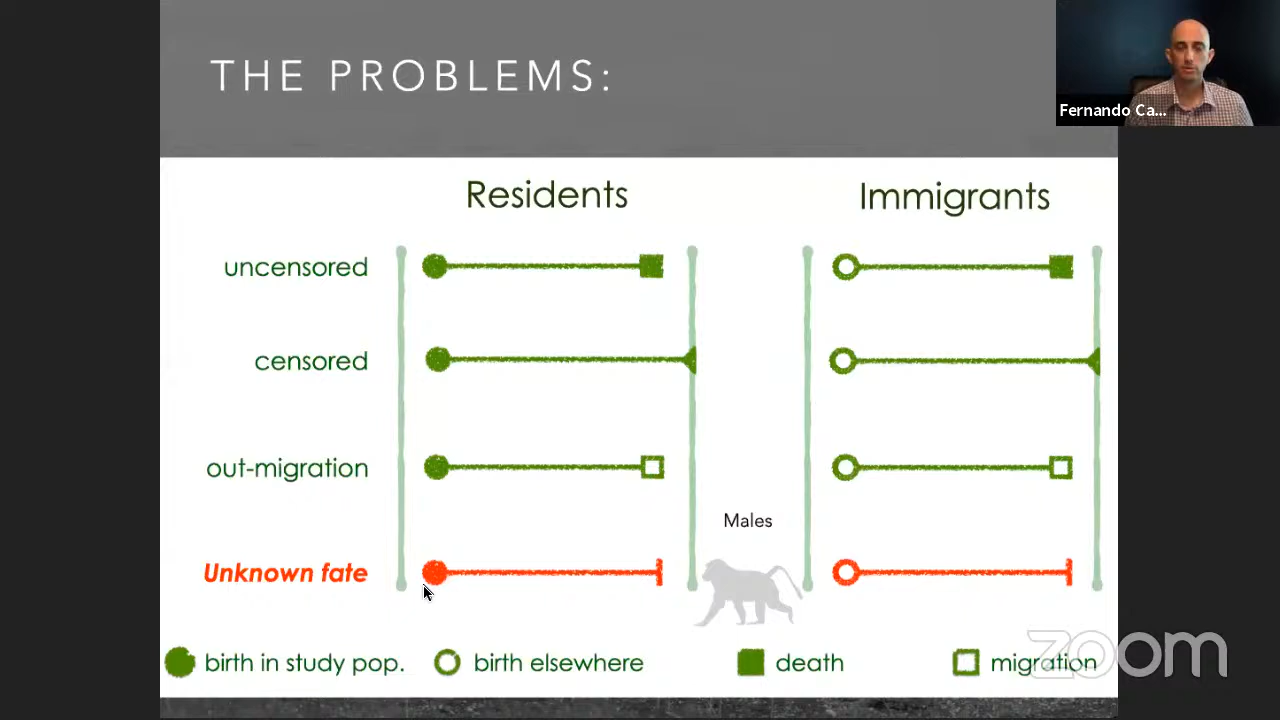 THE PROBLEMS:
Fernando Ca...
Residents
Immigrants
uncensored
censored
out-migration
Males
Unknown fate
birth in study pop.
birth elsewhere
death
migration
zoom